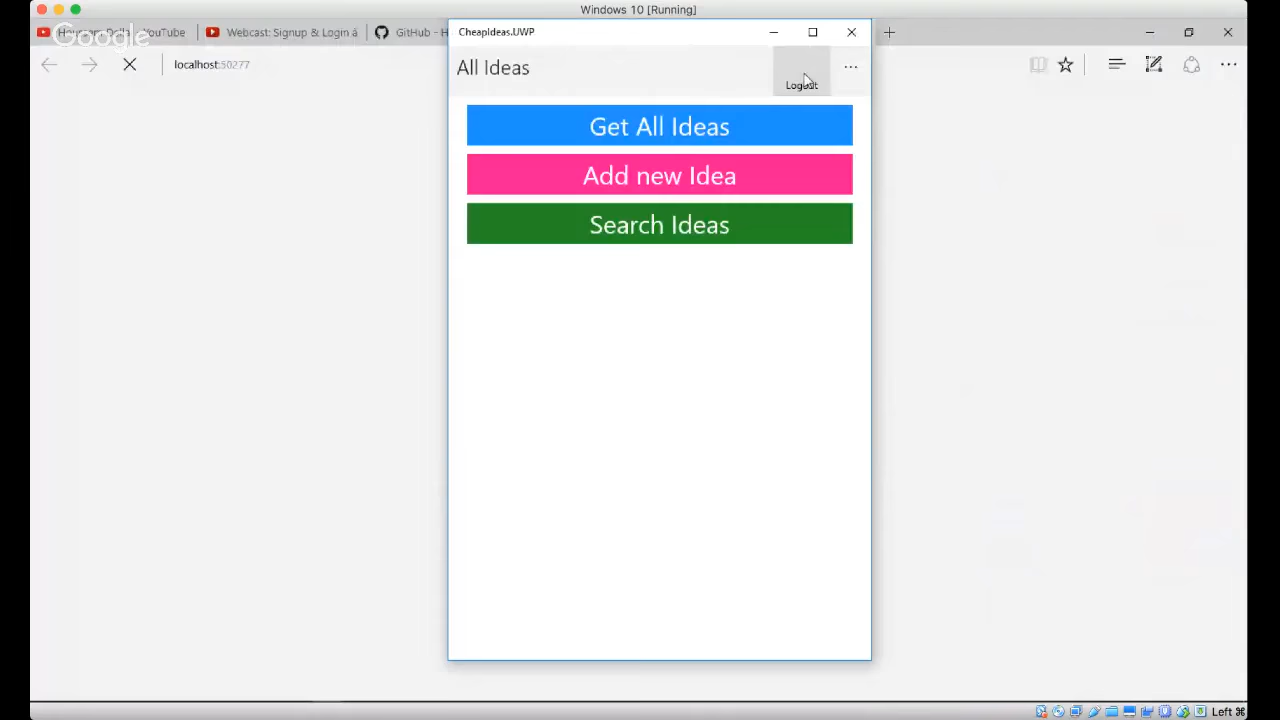 Windows 10 [Running]
YouTube
Webcast: Signup & Login á
GitHub - H
Google
localhost:50277
CheapIdeas.UWP
All Ideas
Logout
Get All Ideas
Add new Idea
Search Ideas
Left ⌘